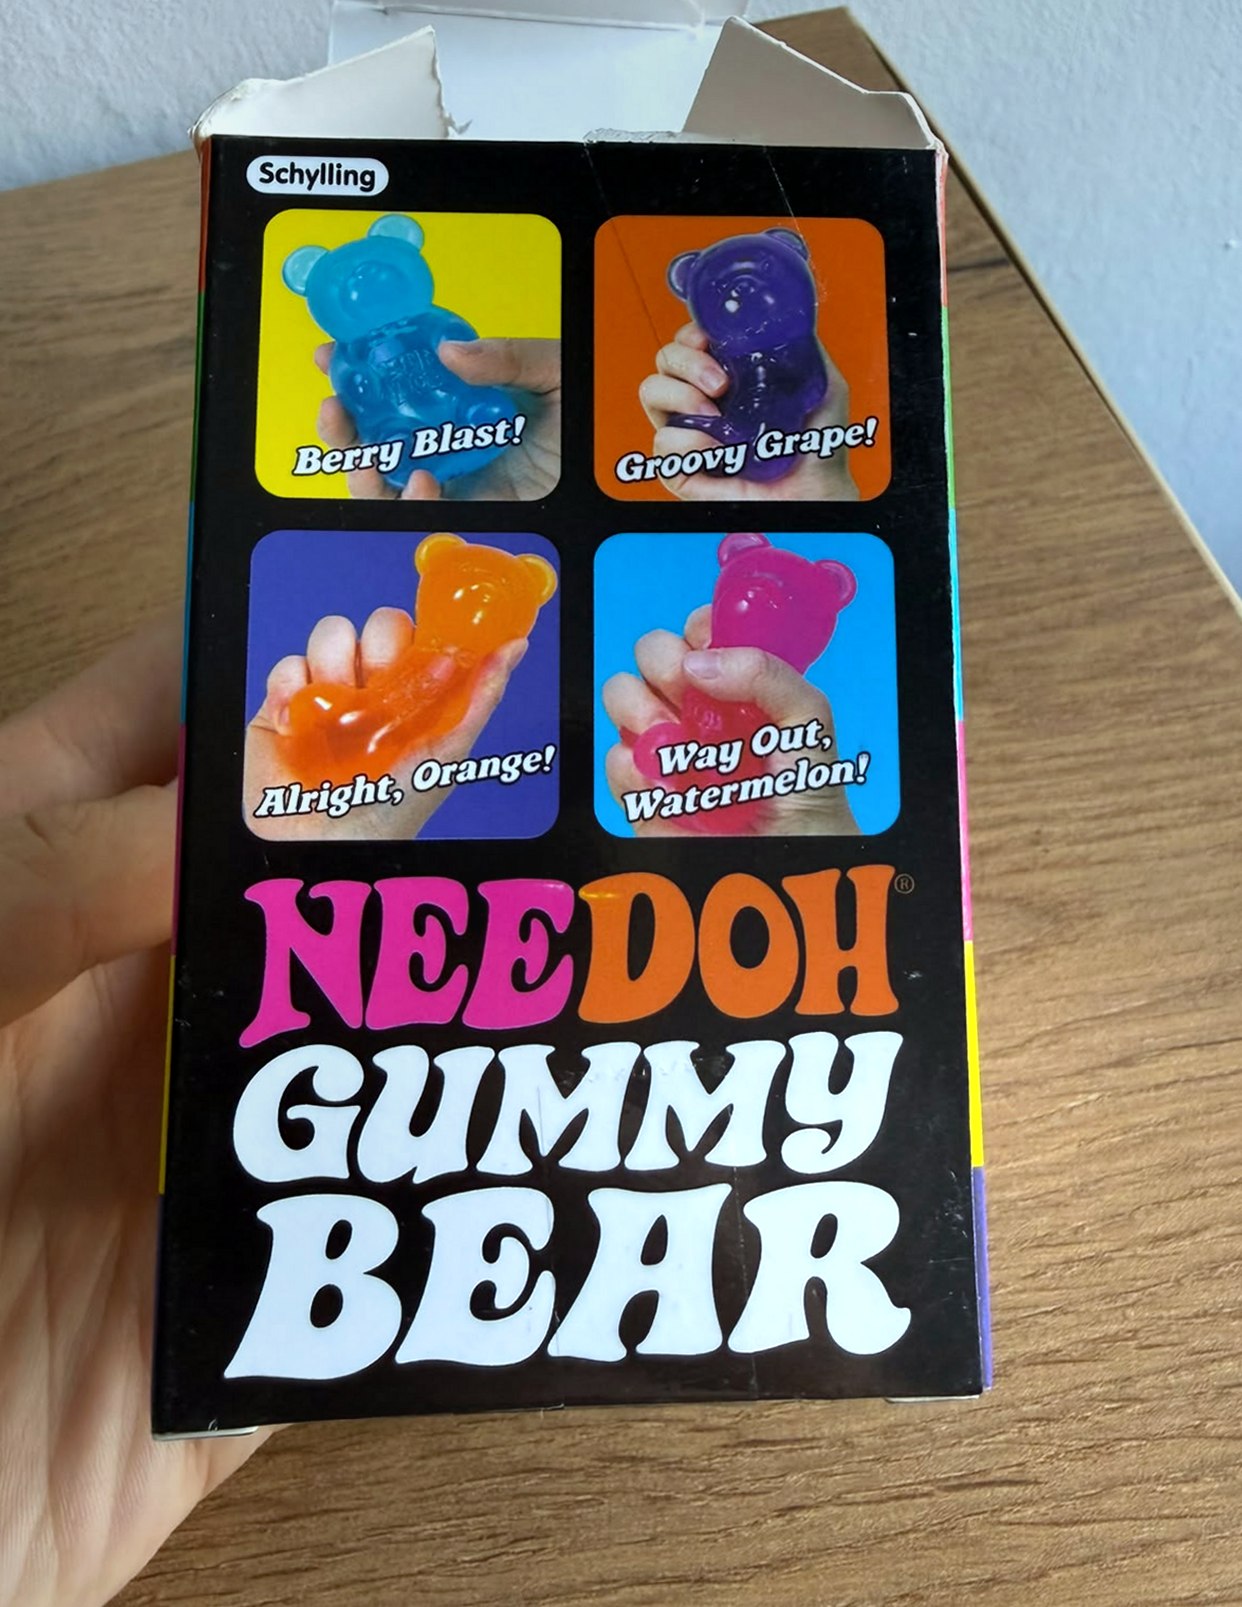 Schylling
Berry Blast!
Groovy Grape!
Alright, Orange!
Way Out,
Watermelon!
NEEDOH®
GUMMY
BEAR